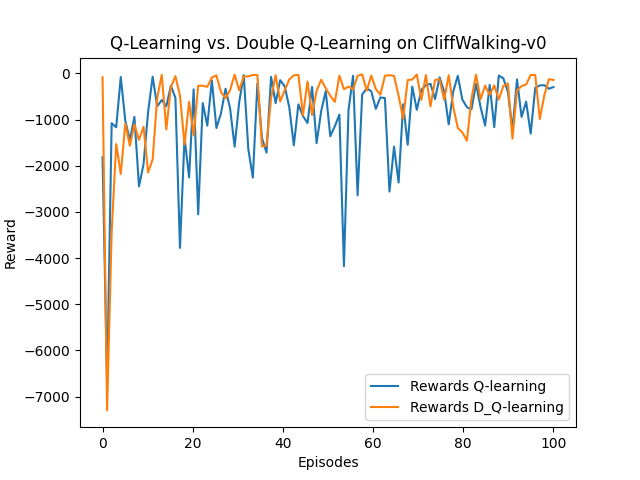 Q-Learning vs. Double Q-Learning on CliffWalking-v0
0
−1000
−2000
−3000
−4000
−5000
−6000
−7000
Reward
0 20 40 60 80 100
Episodes
Rewards Q-learning
Rewards D_Q-learning